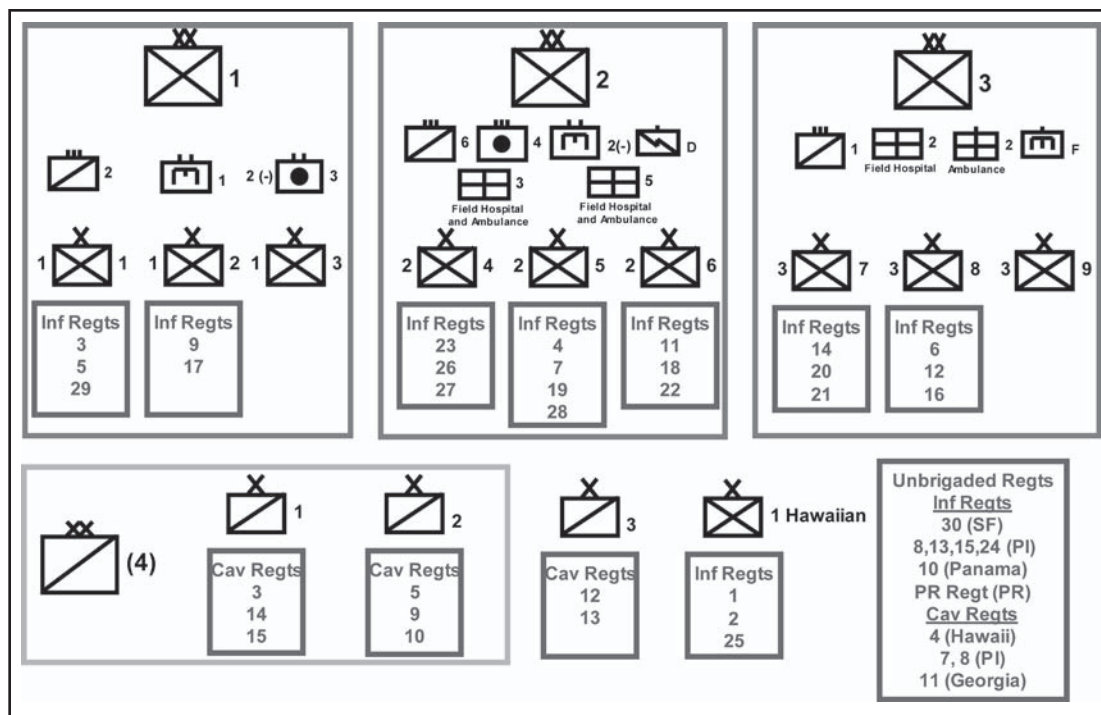 1
2
1
2 (-)
3
1
1
1
2
1
3
Inf Regts
3
5
29
Inf Regts
9
17
2
6
4
2(-)
D
3
Field Hospital
and Ambulance
5
Field Hospital
and Ambulance
2
4
2
5
2
6
Inf Regts
23
26
27
Inf Regts
4
7
19
28
Inf Regts
11
18
22
3
1
2
Field Hospital
2
Ambulance
F
3
7
3
8
3
9
Inf Regts
14
20
21
Inf Regts
6
12
16
(4)
1
Cav Regts
3
14
15
2
Cav Regts
5
9
10
3
Cav Regts
12
13
1 Hawaiian
Inf Regts
1
2
25
Unbrigaded Regts
Inf Regts
30 (SF)
8,13,15,24 (PI)
10 (Panama)
PR Regt (PR)
Cav Regts
4 (Hawaii)
7, 8 (PI)
11 (Georgia)